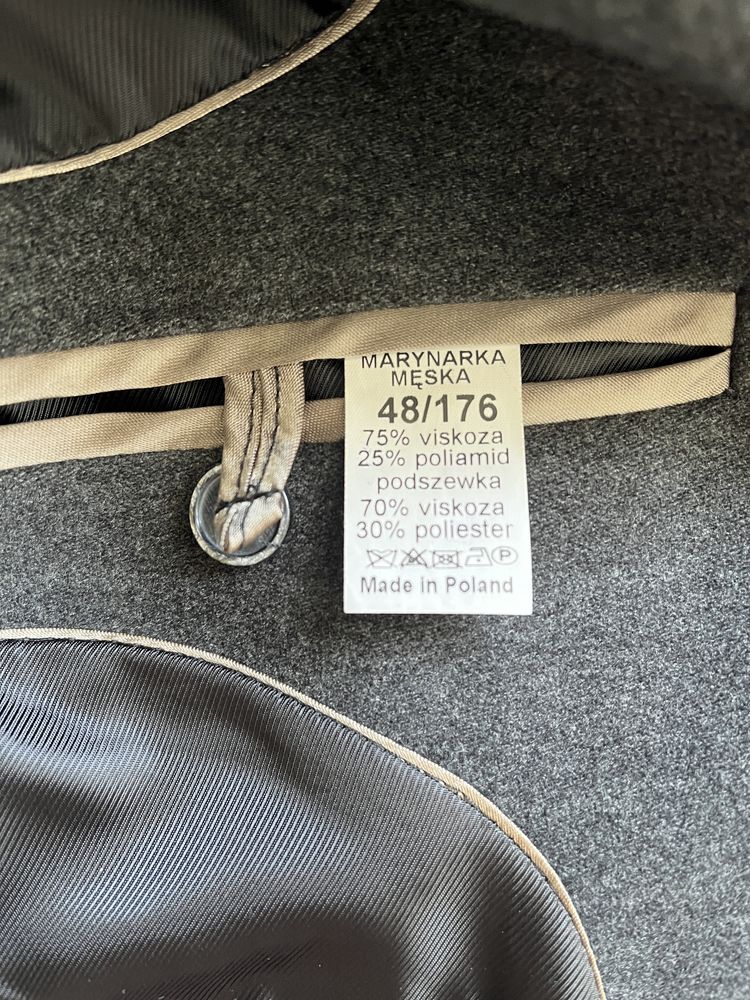 MARYNARKA
MĘSKA
48/176
75% viskoza
25% poliamid
podszewka
70% viskoza
30% poliester
P
Made in Poland